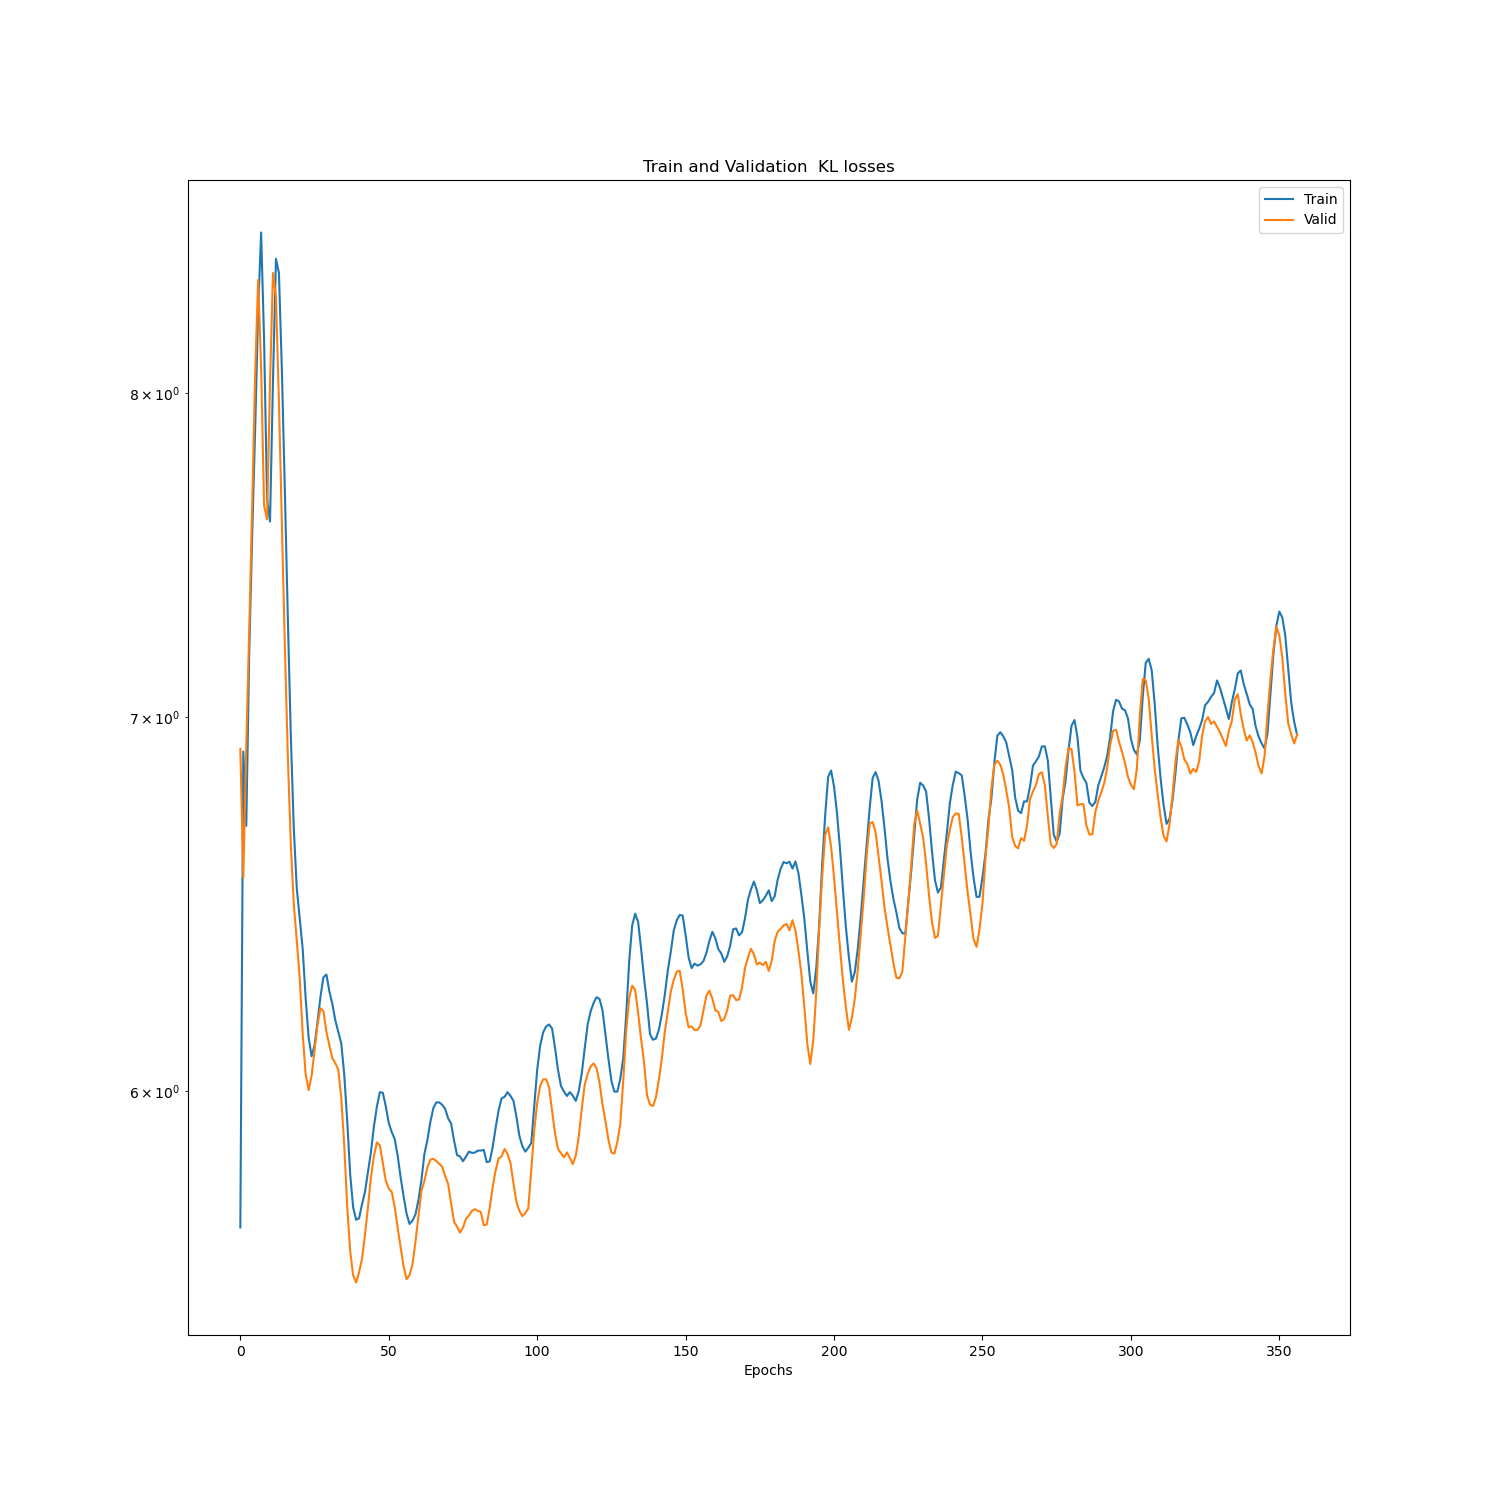 Train and Validation  KL losses
Train
Valid
8 × 10⁰
7 × 10⁰
6 × 10⁰
0 50 100 150 200 250 300 350
Epochs